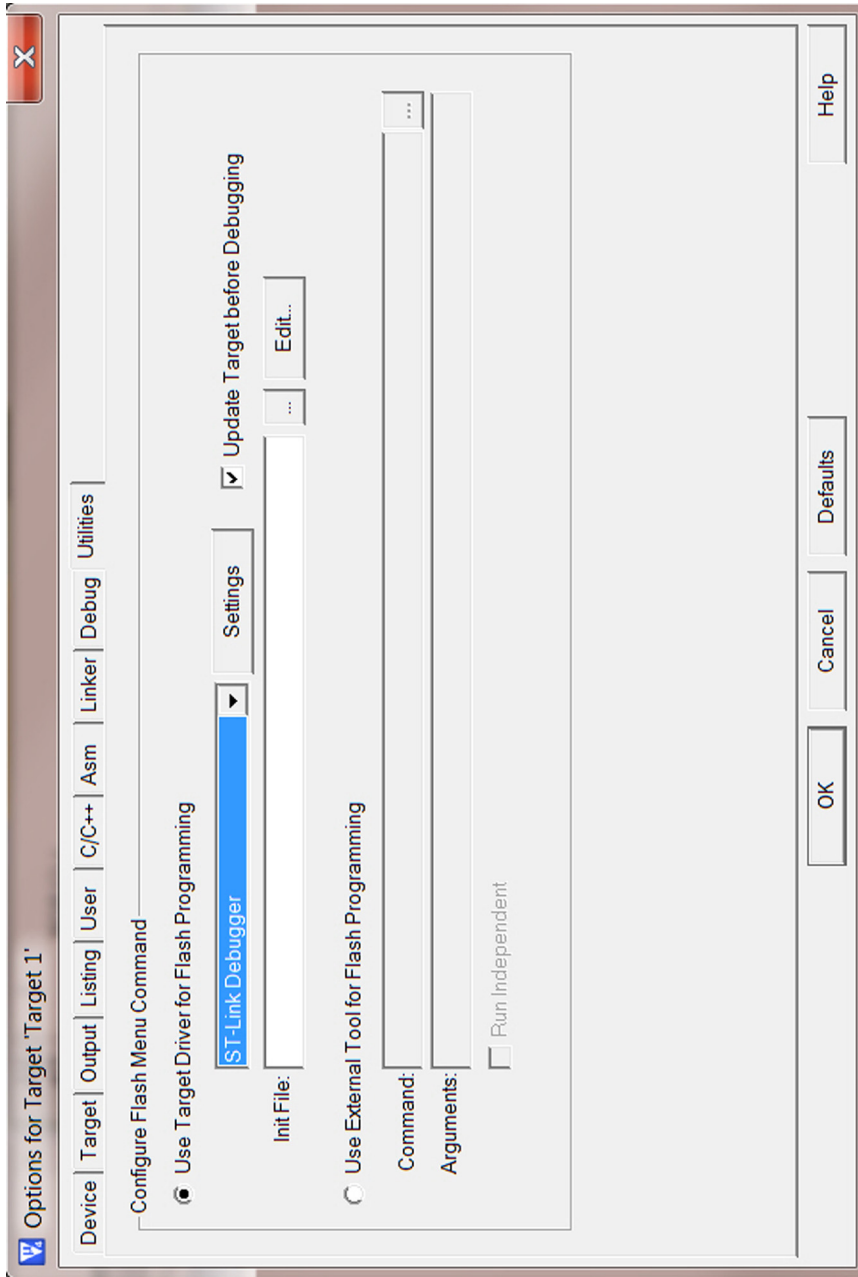 Options for Target 'Target 1'
Device Target Output Listing User C/C++ Asm Linker Debug Utilities
Configure Flash Menu Command
Use Target Driver for Flash Programming
ST-Link Debugger Settings Update Target before Debugging
Init File: ... Edit...
Use External Tool for Flash Programming
Command: ...
Arguments:
Run Independent
OK Cancel Defaults Help